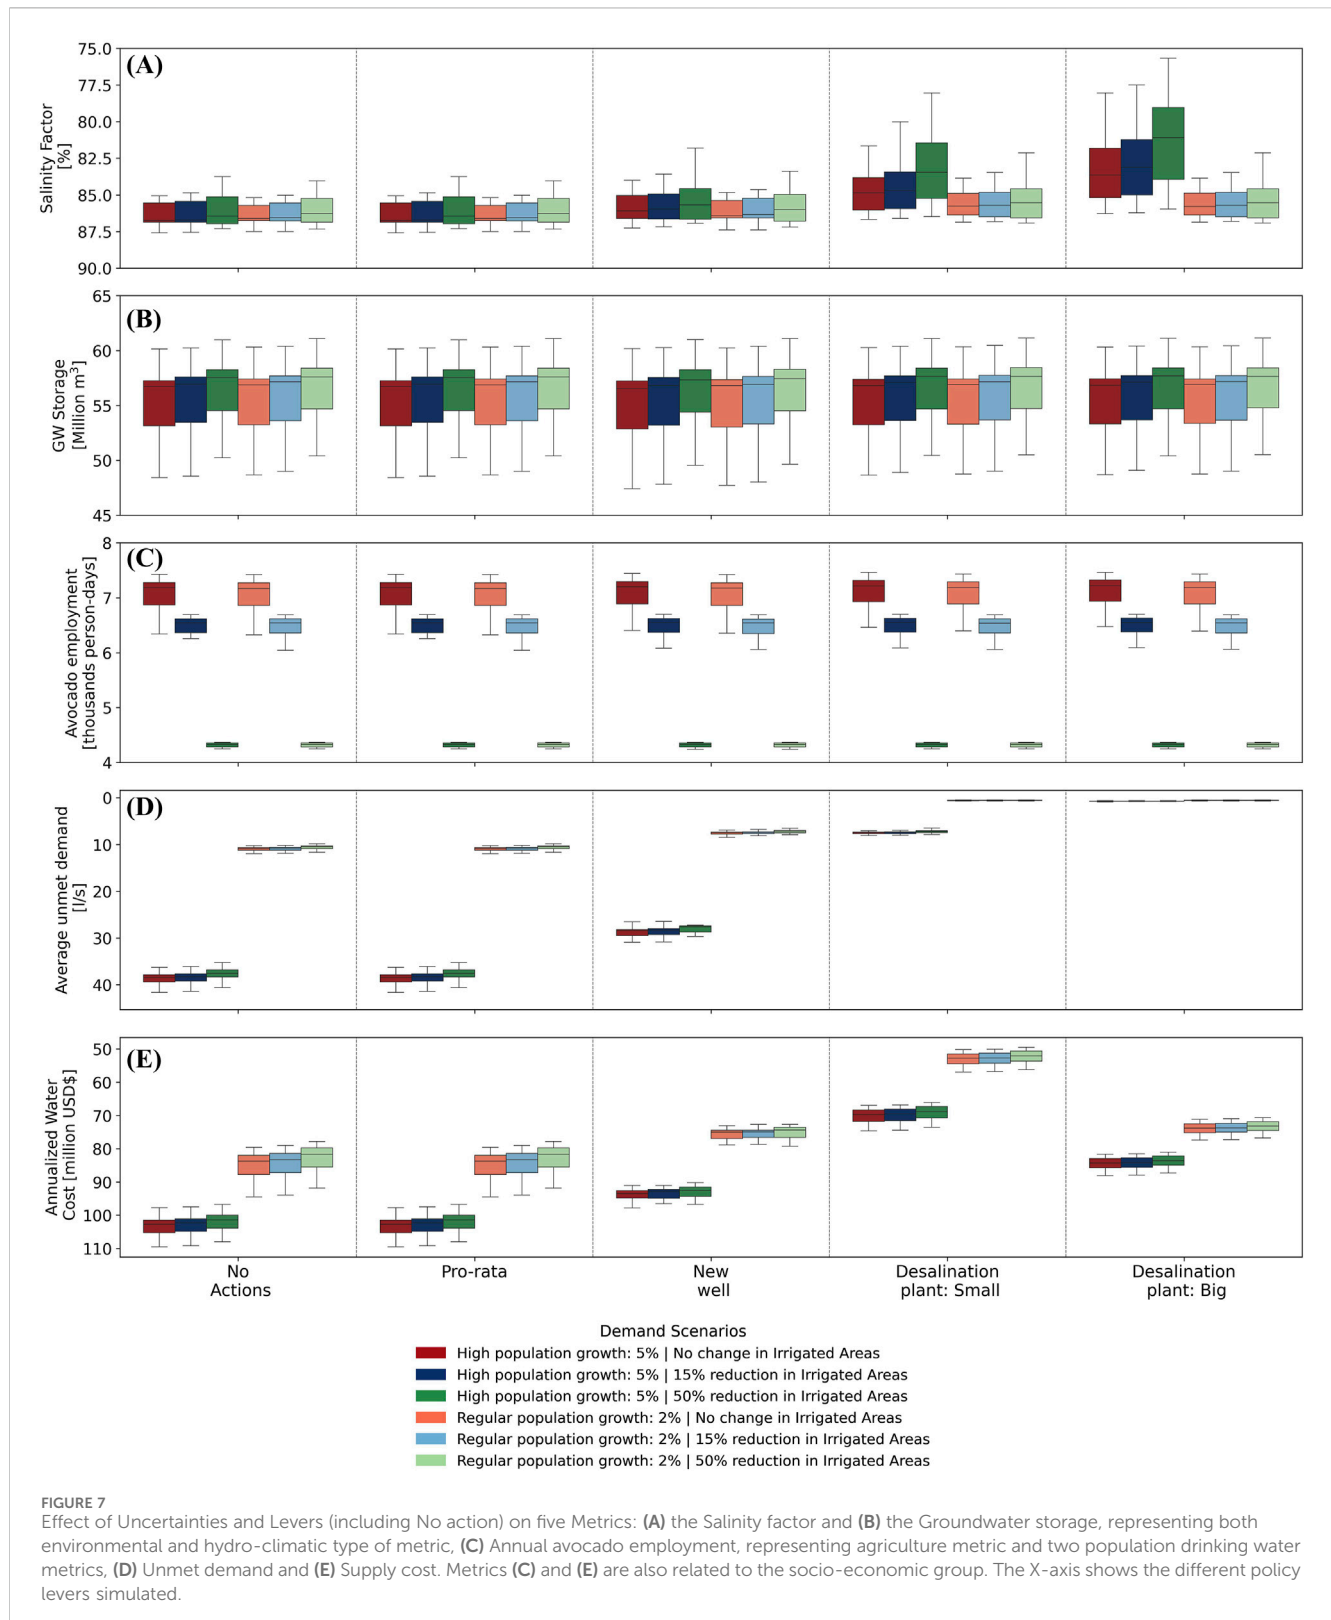 (A)
Salinity Factor
[%]
75.0
77.5
80.0
82.5
85.0
87.5
90.0
(B)
GW Storage
[Million m³]
65
60
55
50
45
(C)
Avocado employment
[thousands person-days]
8
7
6
5
4
(D)
Average unmet demand
[l/s]
0
10
20
30
40
(E)
Annualized Water
Cost [million USD$]
50
60
70
80
90
100
110
No
Actions
Pro-rata
New
well
Desalination
plant: Small
Desalination
plant: Big
Demand Scenarios
High population growth: 5% | No change in Irrigated Areas
High population growth: 5% | 15% reduction in Irrigated Areas
High population growth: 5% | 50% reduction in Irrigated Areas
Regular population growth: 2% | No change in Irrigated Areas
Regular population growth: 2% | 15% reduction in Irrigated Areas
Regular population growth: 2% | 50% reduction in Irrigated Areas
FIGURE 7
Effect of Uncertainties and Levers (including No action) on five Metrics: (A) the Salinity factor and (B) the Groundwater storage, representing both
environmental and hydro-climatic type of metric, (C) Annual avocado employment, representing agriculture metric and two population drinking water
metrics, (D) Unmet demand and (E) Supply cost. Metrics (C) and (E) are also related to the socio-economic group. The X-axis shows the different policy
levers simulated.